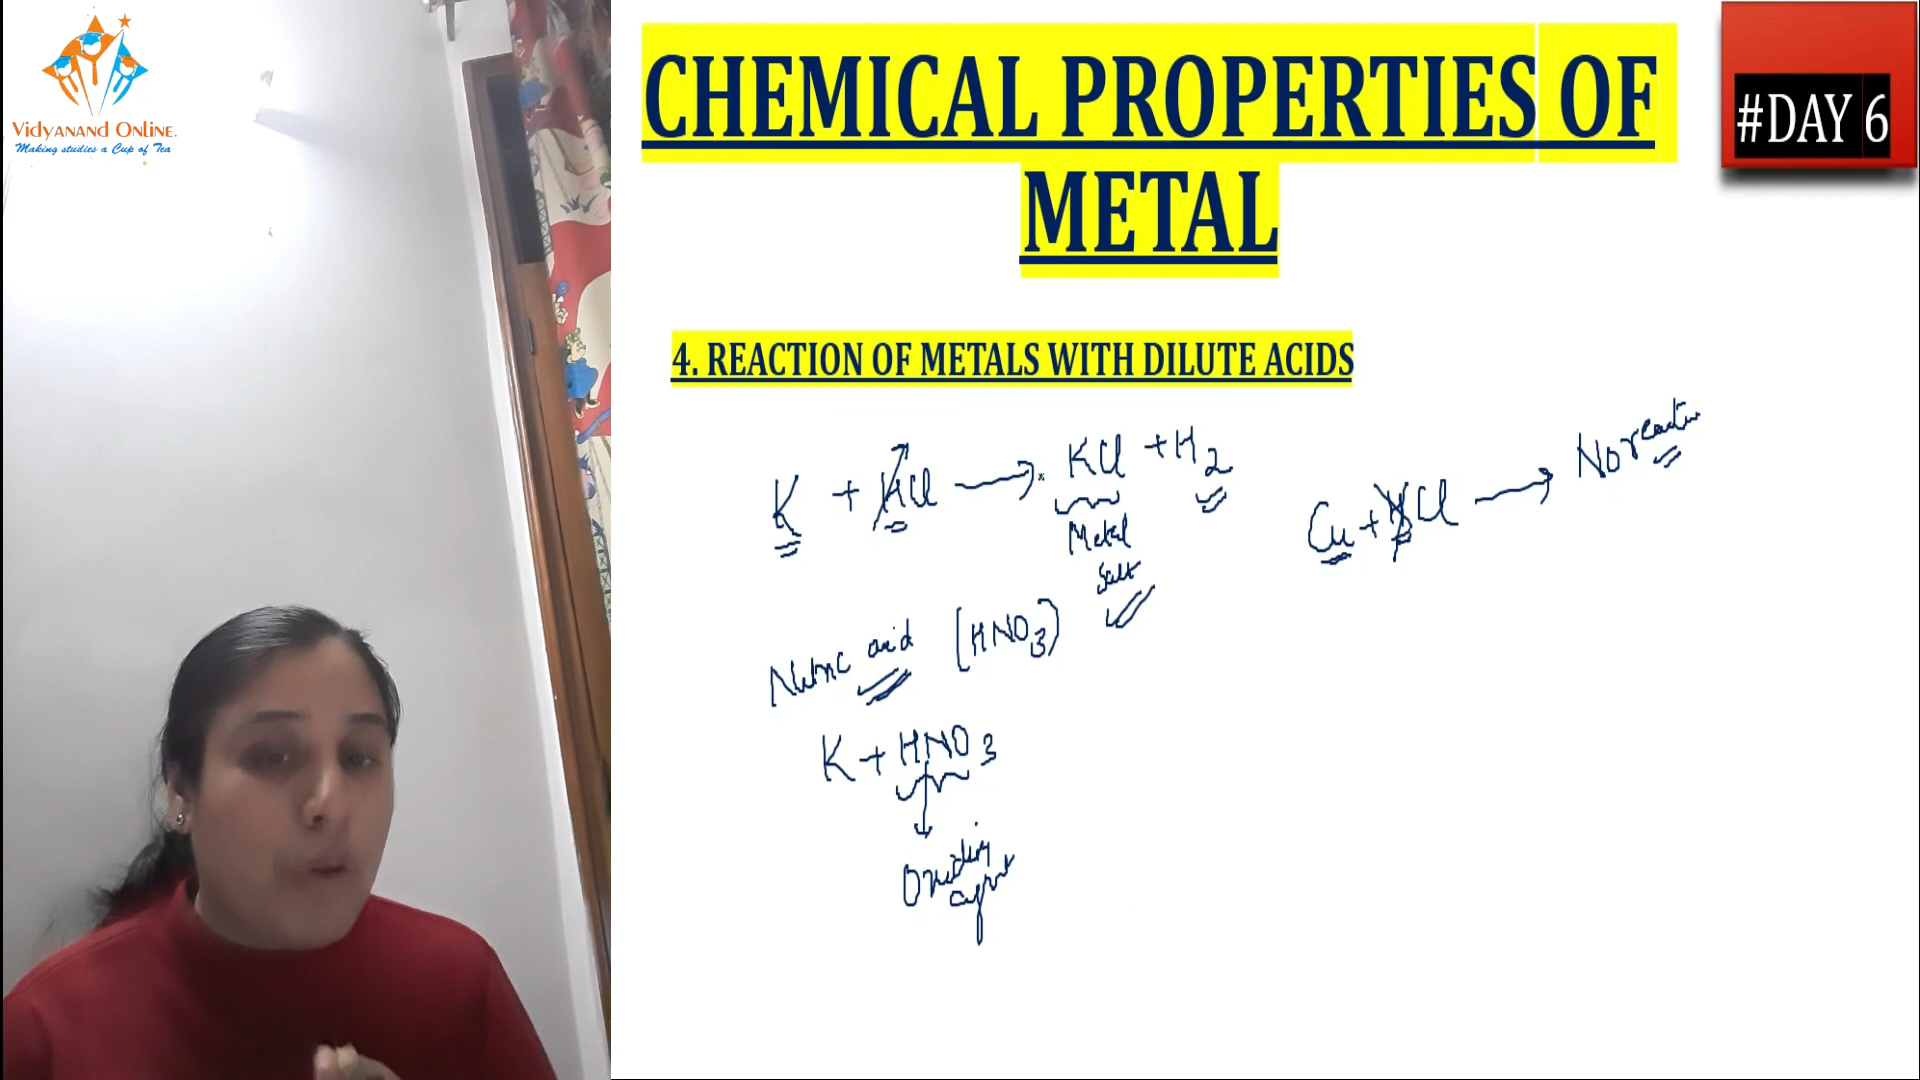 Vidyanand Online.
Making studies a Cup of Tea
CHEMICAL PROPERTIES OF
METAL
#DAY 6
4. REACTION OF METALS WITH DILUTE ACIDS
K + HCl → KCl + H2
Metal
Salt
Cu + HCl → No reaction
Nitric acid [HNO3]
K + HNO3
Oxidizing
agent